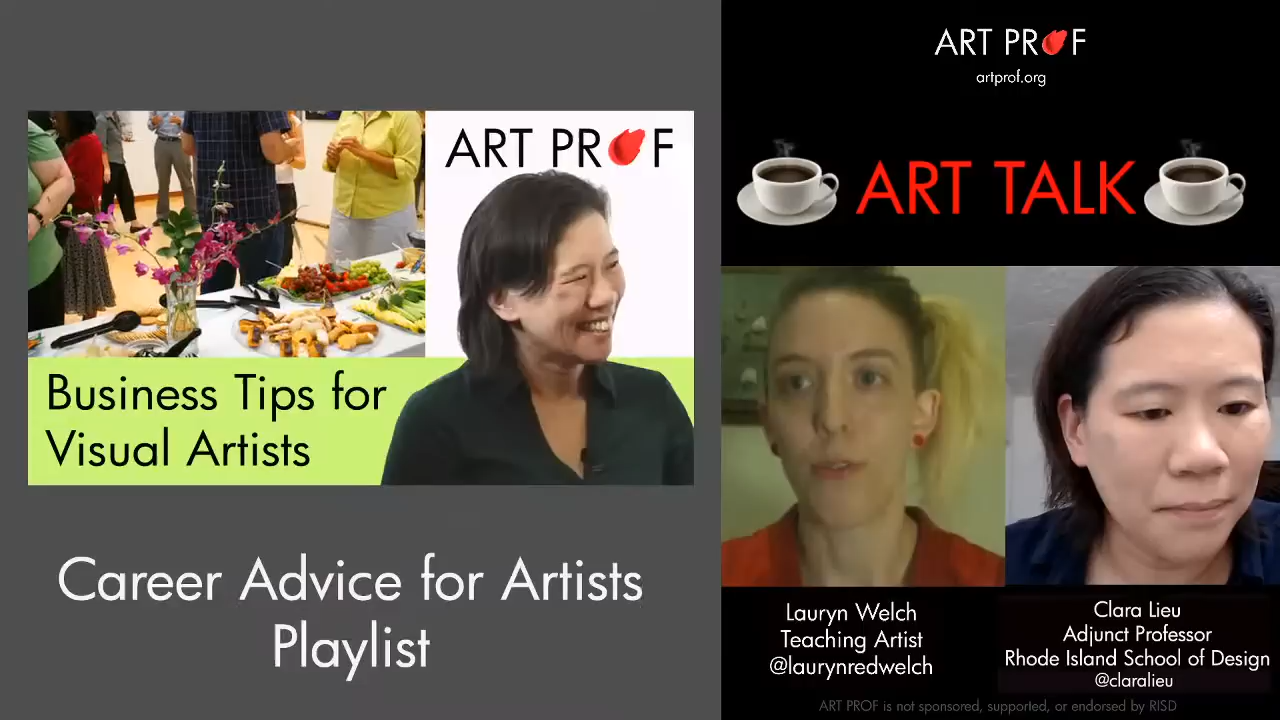 ART PROF
Business Tips for
Visual Artists
Career Advice for Artists
Playlist
ART PROF
artprof.org
ART TALK
Lauryn Welch
Teaching Artist
@laurynredwelch
Clara Lieu
Adjunct Professor
Rhode Island School of Design
@claralieu
ART PROF is not sponsored, supported, or endorsed by RISD